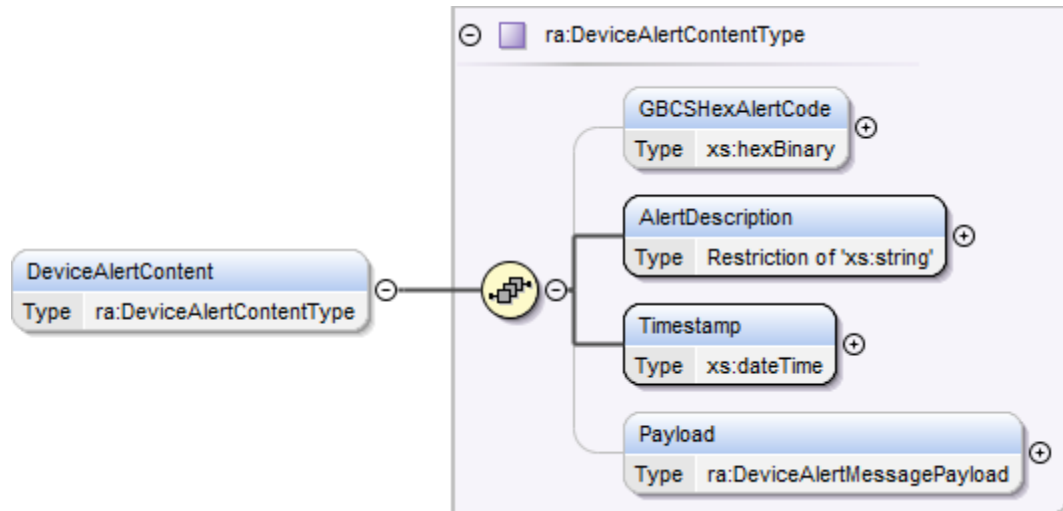 ra:DeviceAlertContentType
GBCSHexAlertCode
Type xs:hexBinary
AlertDescription
Type Restriction of 'xs:string'
DeviceAlertContent
Type ra:DeviceAlertContentType
Timestamp
Type xs:dateTime
Payload
Type ra:DeviceAlertMessagePayload